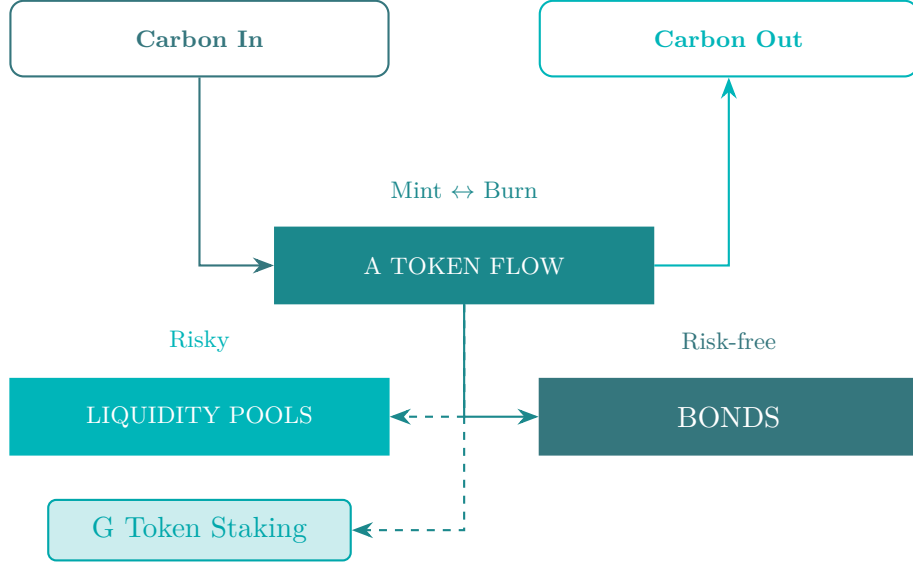 Carbon In
Carbon Out
Mint ↔ Burn
A TOKEN FLOW
Risky
Risk-free
LIQUIDITY POOLS
BONDS
G Token Staking